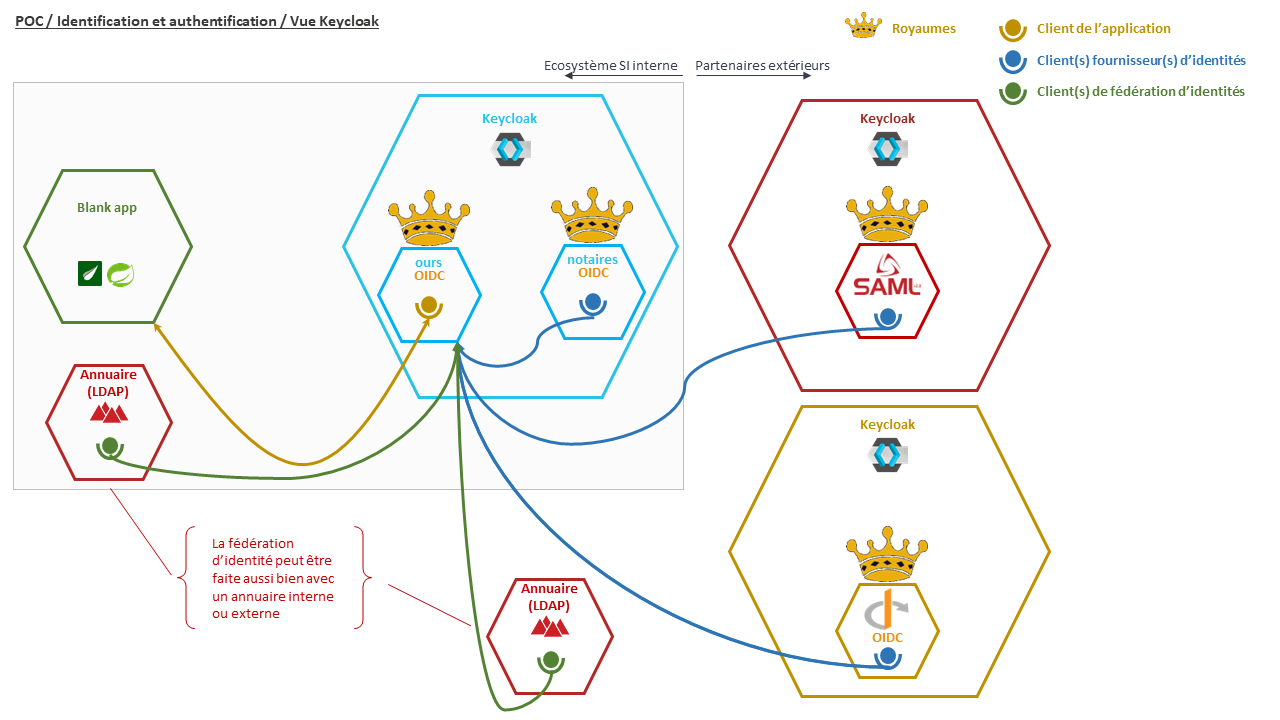 POC / Identification et authentification / Vue Keycloak
Royaumes
Client de l'application
Client(s) fournisseur(s) d'identités
Client(s) de fédération d'identités
Ecosystème SI interne
Partenaires extérieurs
Keycloak
Keycloak
Blank app
ours
OIDC
notaires
OIDC
SAML
Annuaire
(LDAP)
Keycloak
La fédération
d'identité peut être
faite aussi bien avec
un annuaire interne
ou externe
Annuaire
(LDAP)
OIDC